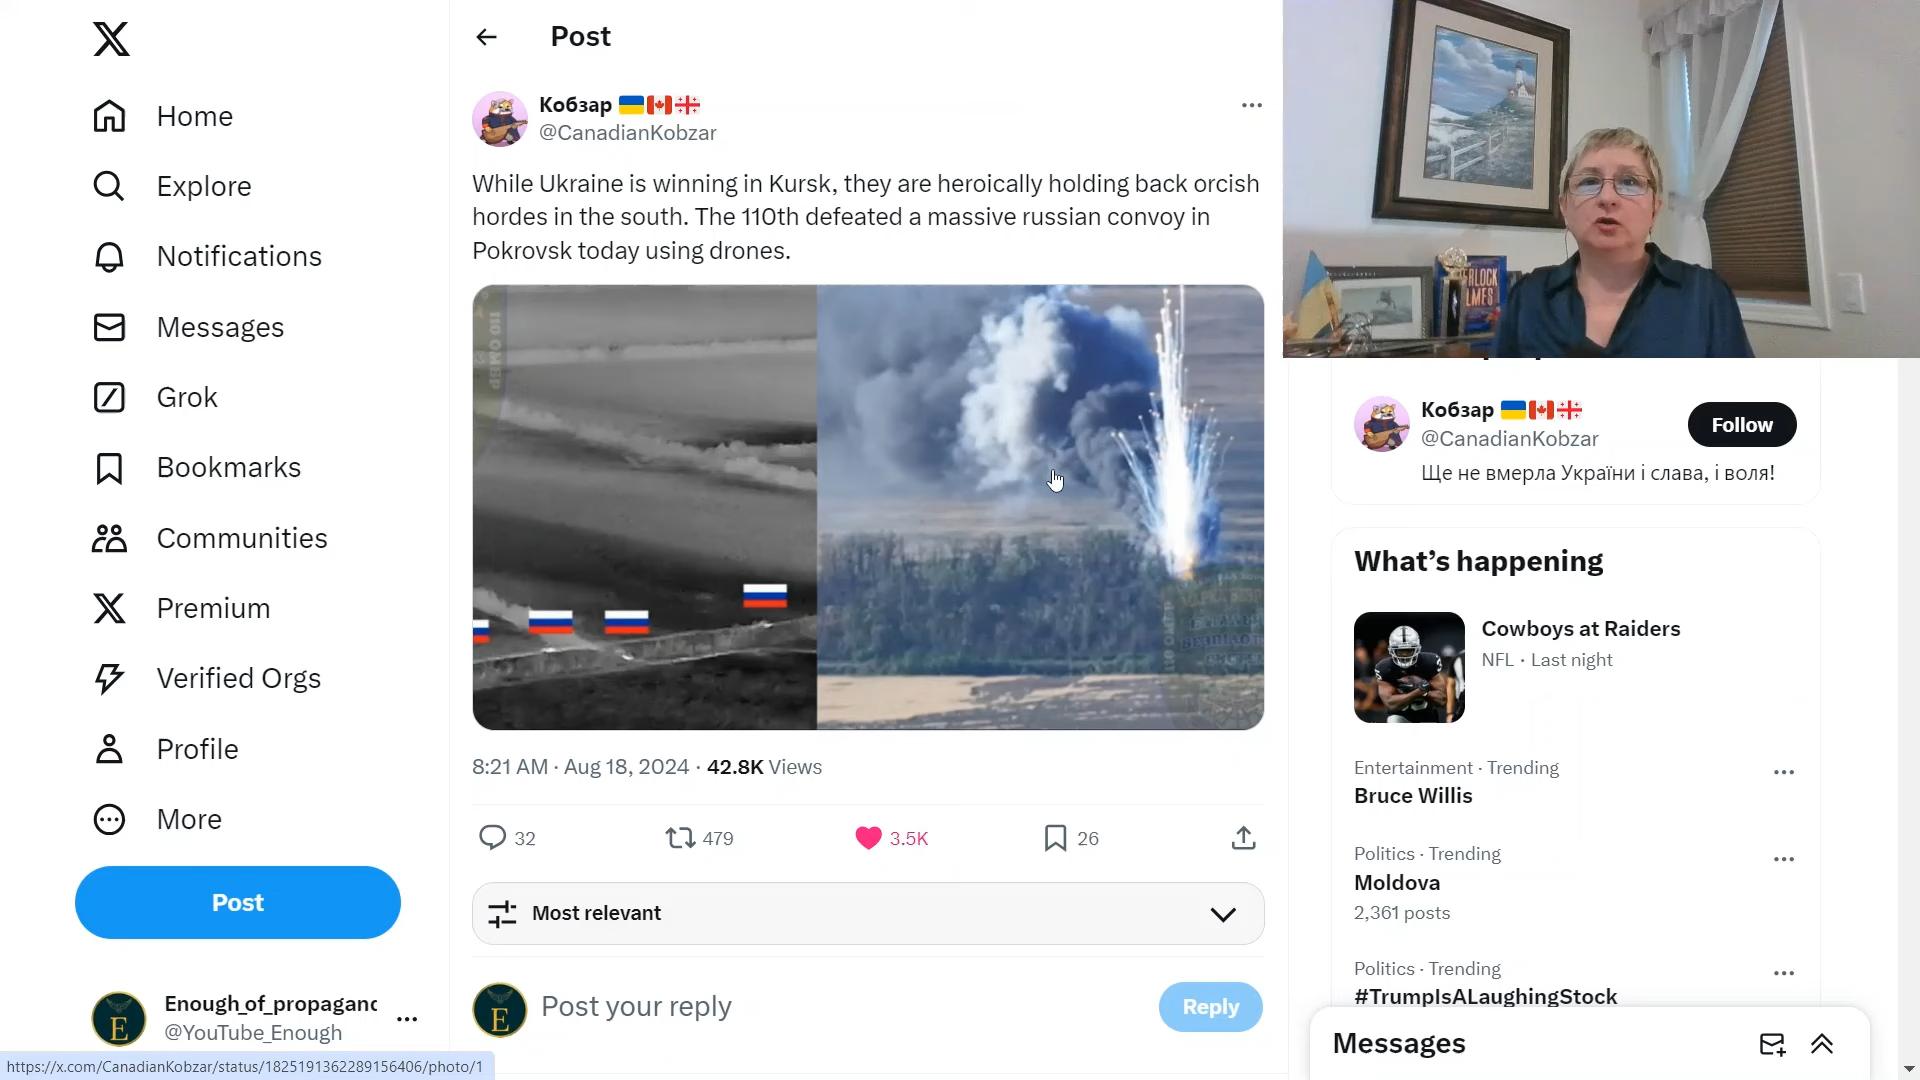 Post
Home
Explore
Notifications
Messages
Grok
Bookmarks
Communities
Premium
Verified Orgs
Profile
More
Post
Enough_of_propaganc
@YouTube_Enough
https://x.com/CanadianKobzar/status/1825191362289156406/photo/1
Кобзар
@CanadianKobzar
While Ukraine is winning in Kursk, they are heroically holding back orcish
hordes in the south. The 110th defeated a massive russian convoy in
Pokrovsk today using drones.
110 ОМБР
8:21 AM · Aug 18, 2024 · 42.8K Views
32
479
3.5K
26
Most relevant
E
Post your reply
Reply
Кобзар
@CanadianKobzar
Follow
Ще не вмерла України і слава, і воля!
What's happening
Cowboys at Raiders
NFL · Last night
Entertainment · Trending
Bruce Willis
Politics · Trending
Moldova
2,361 posts
Politics · Trending
#TrumpIsALaughingStock
Messages